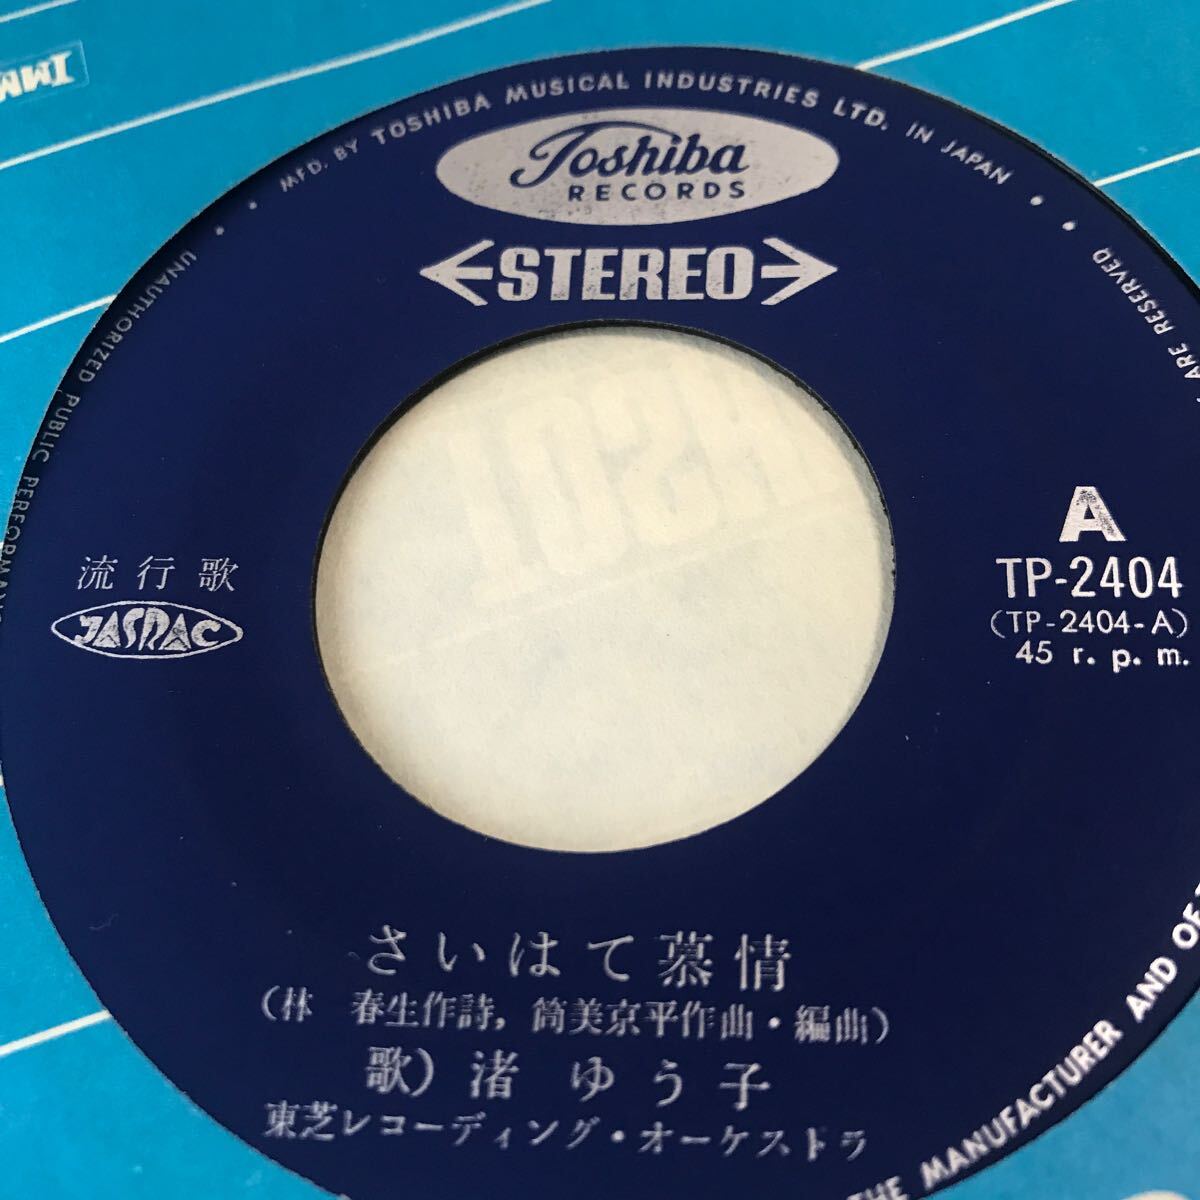 MFD. BY TOSHIBA MUSICAL INDUSTRIES LTD. IN JAPAN
Toshiba
RECORDS
STEREO
ARE RESERVED
UNAUTHORIZED PUBLIC
A
TP-2404
(TP-2404-A)
45 r. p. m.
流行歌
JASRAC
さいはて慕情
(林 春生作詩, 筒美京平作曲・編曲)
歌) 渚 ゆう子
東芝レコーディング・オーケストラ
THE MANUFACTURER AND OF